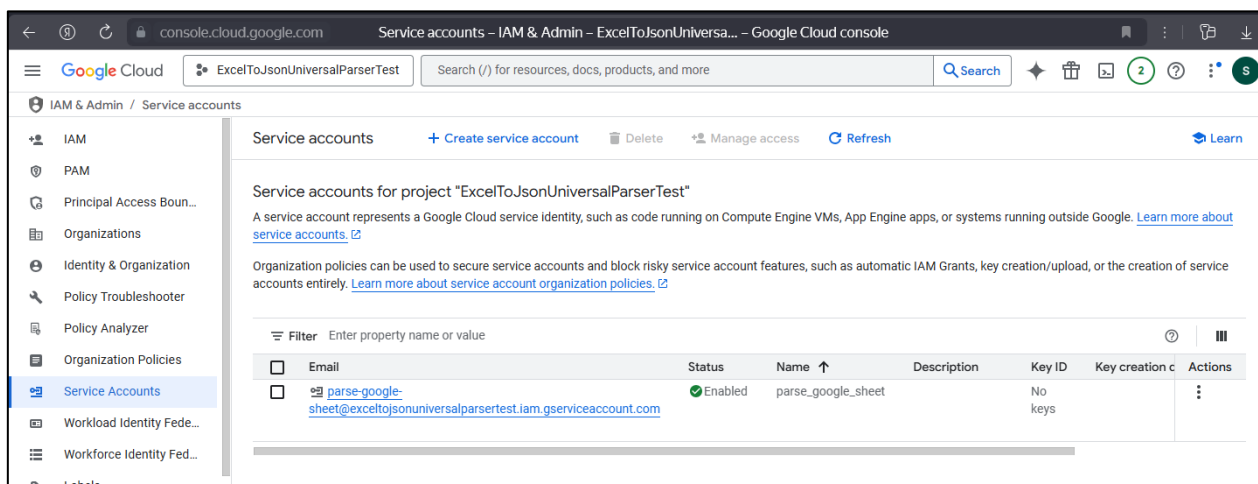 console.cloud.google.com Service accounts – IAM & Admin – ExcelToJsonUniversa... – Google Cloud console
Google Cloud ExcelToJsonUniversalParserTest Search (/) for resources, docs, products, and more Search 2 S
IAM & Admin / Service accounts
IAM
PAM
Principal Access Boun...
Organizations
Identity & Organization
Policy Troubleshooter
Policy Analyzer
Organization Policies
Service Accounts
Workload Identity Fede...
Workforce Identity Fed...
Service accounts + Create service account Delete Manage access Refresh Learn
Service accounts for project "ExcelToJsonUniversalParserTest"
A service account represents a Google Cloud service identity, such as code running on Compute Engine VMs, App Engine apps, or systems running outside Google. Learn more about
service accounts.
Organization policies can be used to secure service accounts and block risky service account features, such as automatic IAM Grants, key creation/upload, or the creation of service
accounts entirely. Learn more about service account organization policies.
Filter Enter property name or value
Email Status Name Description Key ID Key creation d Actions
parse-google- Enabled parse_google_sheet No
sheet@exceltojsonuniversalparsertest.iam.gserviceaccount.com keys